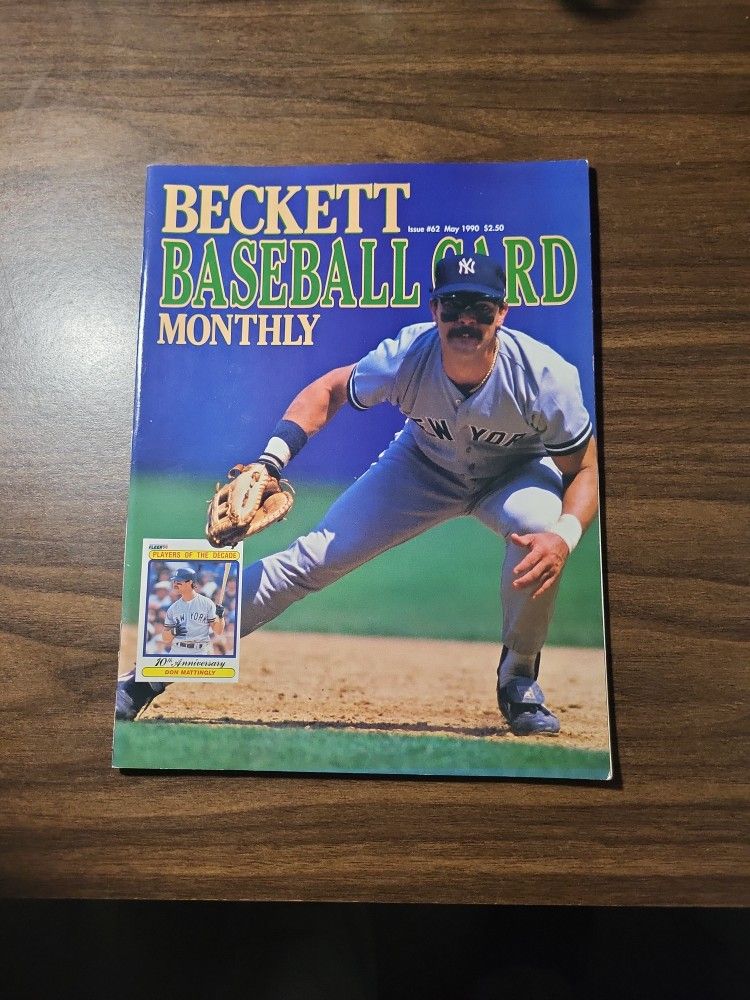 BECKETT
Issue #62 May 1990 $2.50
BASEBALL CARD
MONTHLY
NY
NEW YORK
FLEER
PLAYERS OF THE DECADE
NEW YORK
10th Anniversary
DON MATTINGLY